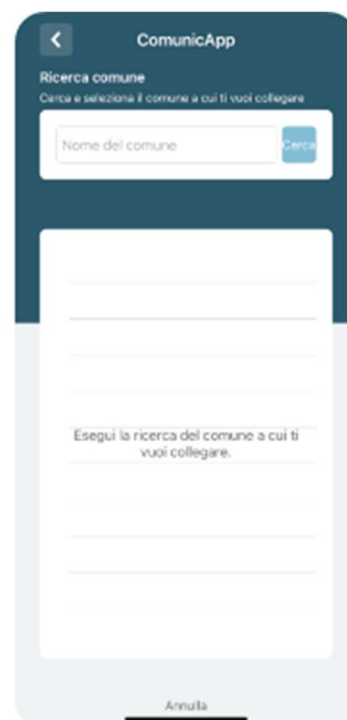 ComunicApp
Ricerca comune
Cerca e seleziona il comune a cui ti vuoi collegare
Nome del comune
Cerca
Esegui la ricerca del comune a cui ti
vuoi collegare.
Annulla